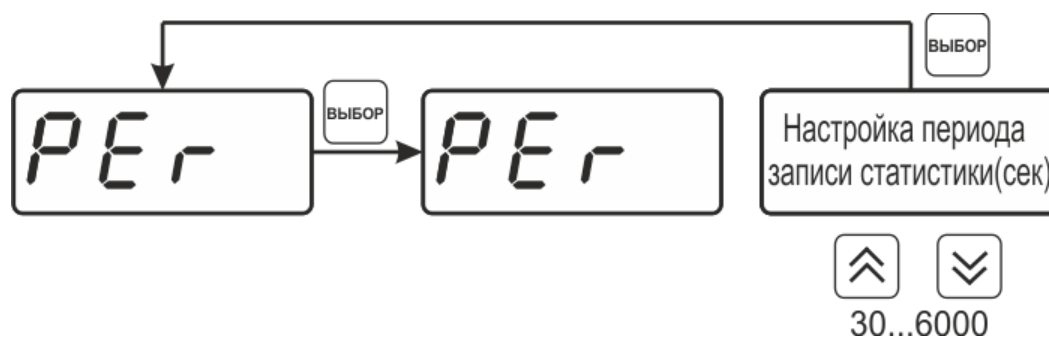 ВЫБОР
PEr
ВЫБОР
PEr
Настройка периода
записи статистики(сек)
30...6000